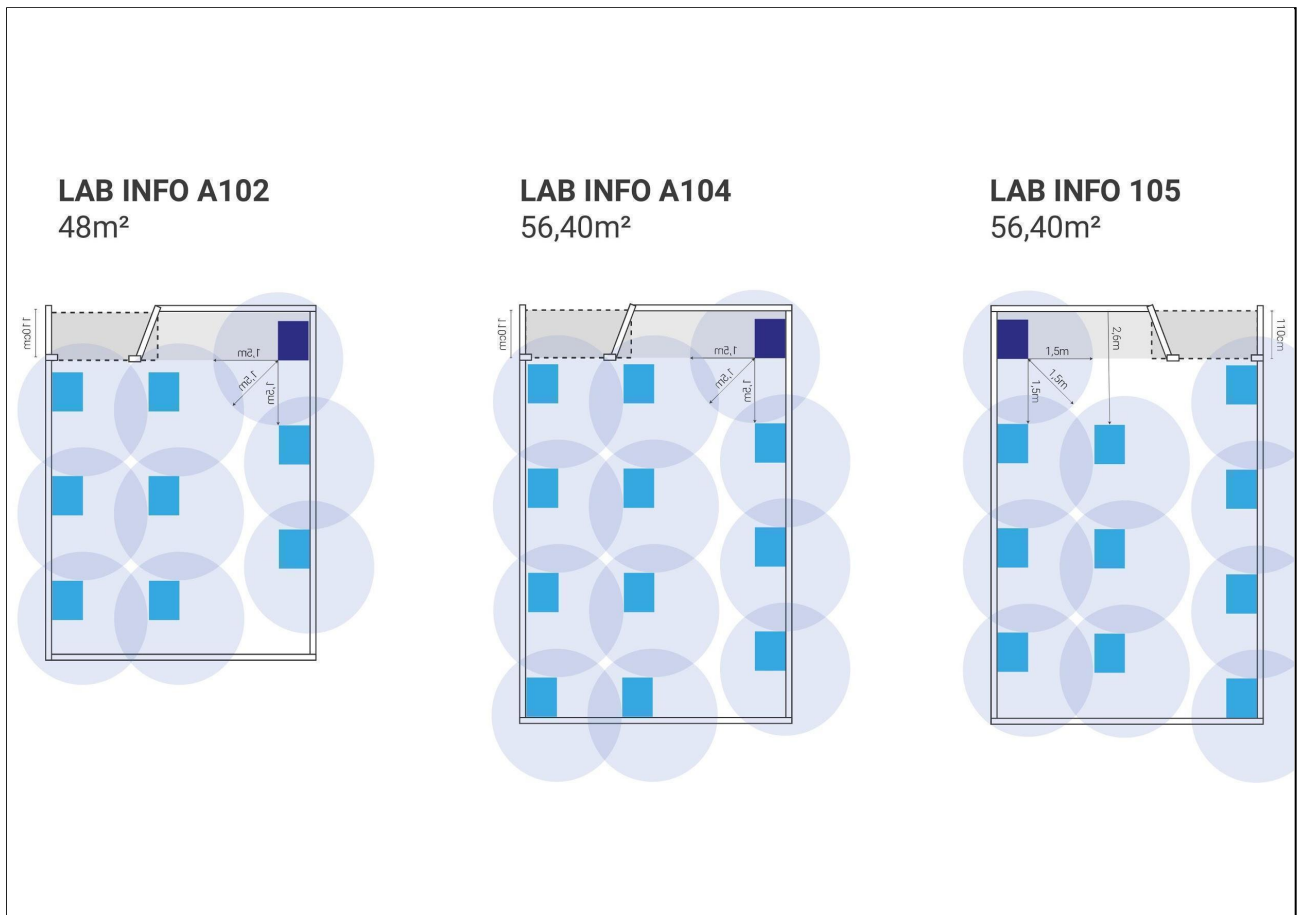 LAB INFO A102
48m²
LAB INFO A104
56,40m²
LAB INFO 105
56,40m²
110cm
1,5m
1,5m
1,5m
110cm
1,5m
1,5m
1,5m
1,5m
1,5m
1,5m
2,6m
110cm